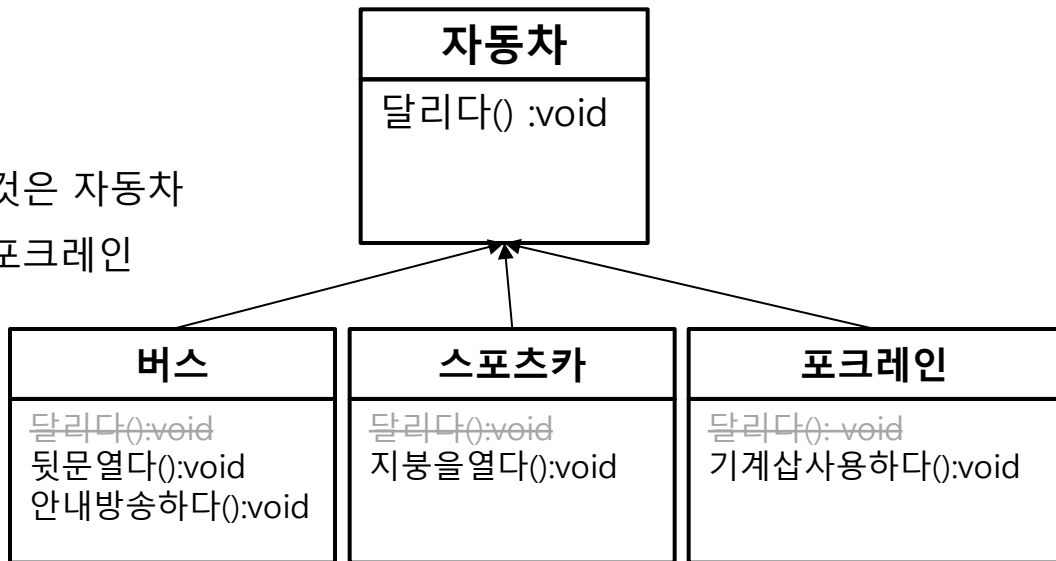 자동차
달리다() :void
것은 자동차
포크레인
버스
달리다():void
뒷문열다():void
안내방송하다():void
스포츠카
달리다():void
지붕을열다():void
포크레인
달리다(): void
기계삽사용하다():void